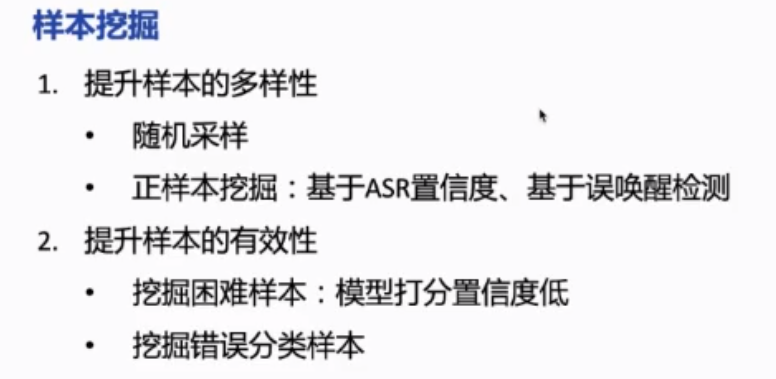 样本挖掘
1. 提升样本的多样性
• 随机采样
• 正样本挖掘：基于ASR置信度、基于误唤醒检测
2. 提升样本的有效性
• 挖掘困难样本：模型打分置信度低
• 挖掘错误分类样本